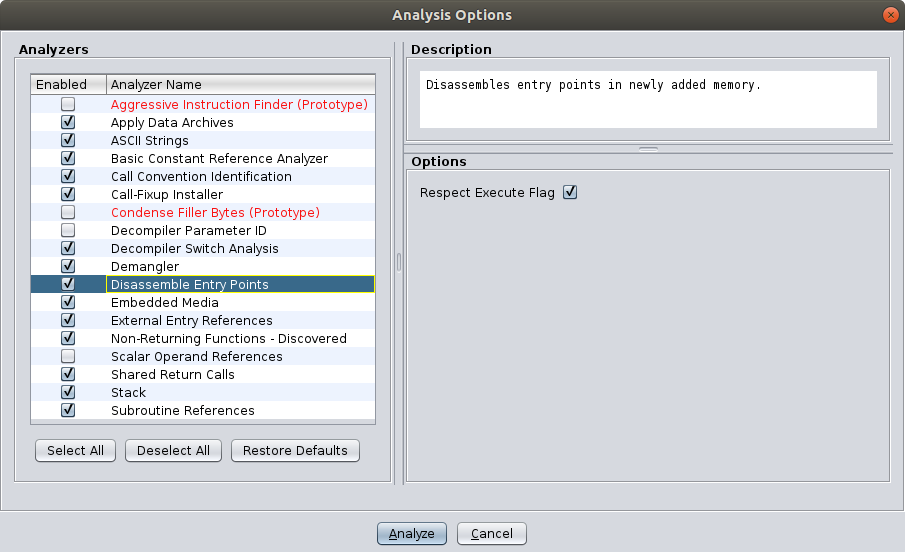 Analysis Options
Analyzers
Enabled Analyzer Name
Aggressive Instruction Finder (Prototype)
Apply Data Archives
ASCII Strings
Basic Constant Reference Analyzer
Call Convention Identification
Call-Fixup Installer
Condense Filler Bytes (Prototype)
Decompiler Parameter ID
Decompiler Switch Analysis
Demangler
Disassemble Entry Points
Embedded Media
External Entry References
Non-Returning Functions - Discovered
Scalar Operand References
Shared Return Calls
Stack
Subroutine References
Select All Deselect All Restore Defaults
Description
Disassembles entry points in newly added memory.
Options
Respect Execute Flag
Analyze Cancel